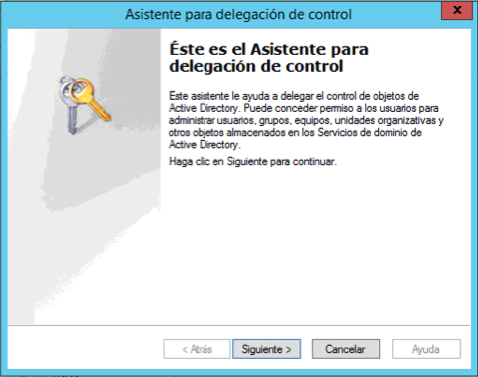 Asistente para delegación de control
x
Éste es el Asistente para
delegación de control
Este asistente le ayuda a delegar el control de objetos de
Active Directory. Puede conceder permiso a los usuarios para
administrar usuarios, grupos, equipos, unidades organizativas y
otros objetos almacenados en los Servicios de dominio de
Active Directory.
Haga clic en Siguiente para continuar.
< Atrás Siguiente > Cancelar Ayuda